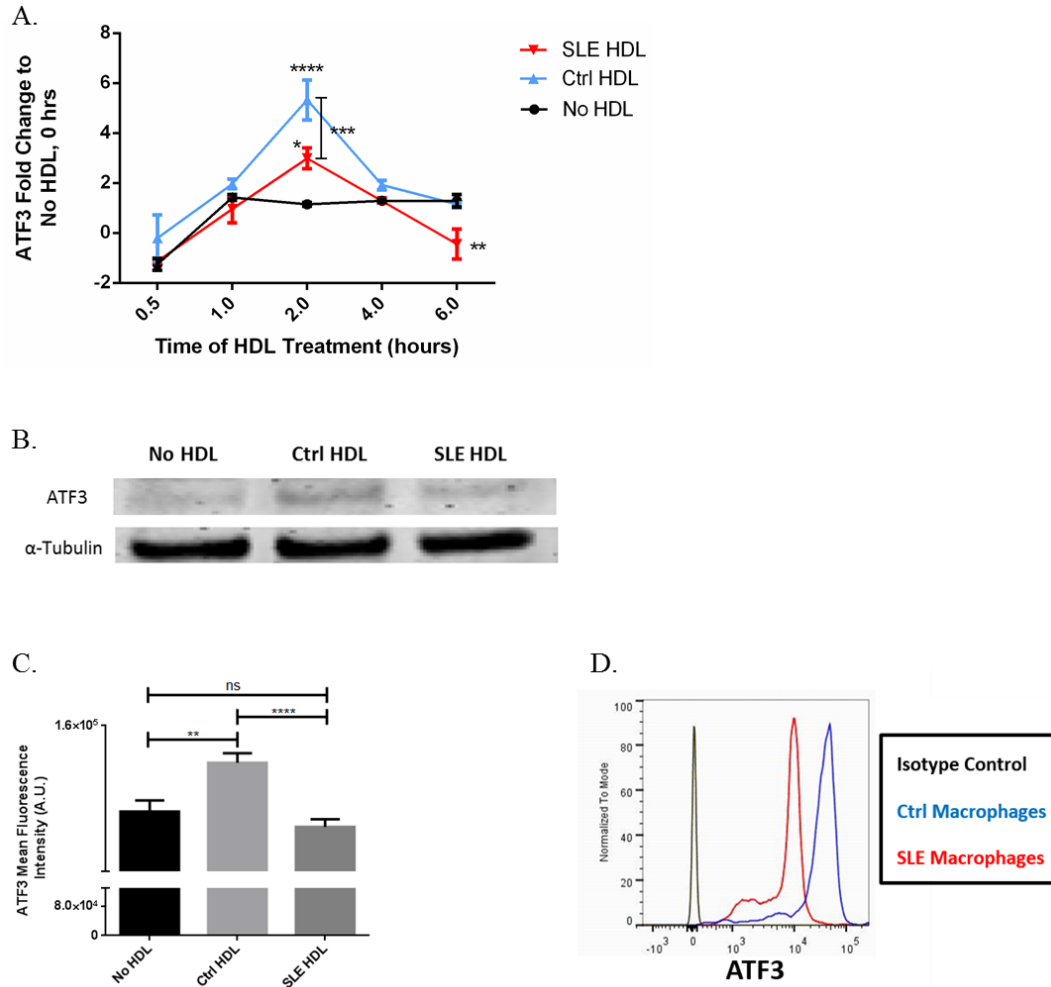 A.
ATF3 Fold Change to
No HDL, 0 hrs
8
6
4
2
0
-2
****
***
*
**
0.5
1.0
2.0
4.0
6.0
Time of HDL Treatment (hours)
SLE HDL
Ctrl HDL
No HDL
B.
No HDL Ctrl HDL SLE HDL
ATF3
α-Tubulin
C.
ATF3 Mean Fluorescence
Intensity (A.U.)
1.6×10⁵
8.0×10⁴
0
ns
****
**
No HDL
Ctrl HDL
SLE HDL
D.
Normalized To Mode
100
80
60
40
20
0
-10³ 0 10³ 10⁴ 10⁵
ATF3
Isotype Control
Ctrl Macrophages
SLE Macrophages